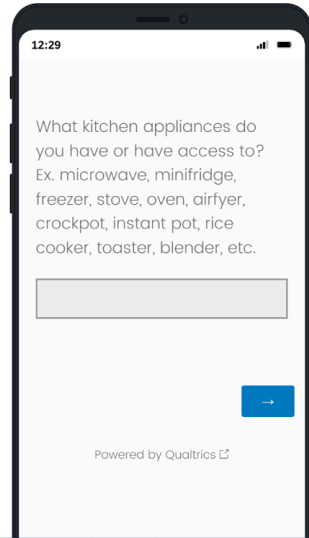 12:29
What kitchen appliances do
you have or have access to?
Ex. microwave, minifridge,
freezer, stove, oven, airfyer,
crockpot, instant pot, rice
cooker, toaster, blender, etc.
→
Powered by Qualtrics